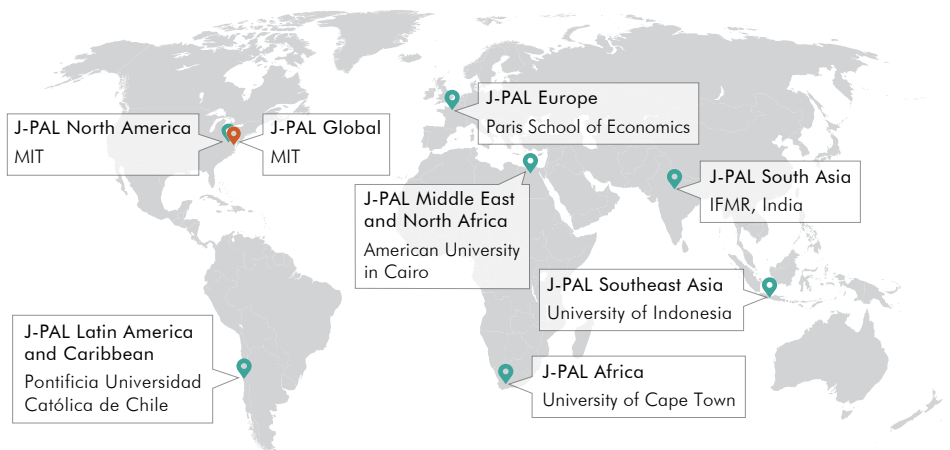 J-PAL North America
MIT
J-PAL Global
MIT
J-PAL Europe
Paris School of Economics
J-PAL Middle East
and North Africa
American University
in Cairo
J-PAL South Asia
IFMR, India
J-PAL Southeast Asia
University of Indonesia
J-PAL Latin America
and Caribbean
Pontificia Universidad
Católica de Chile
J-PAL Africa
University of Cape Town